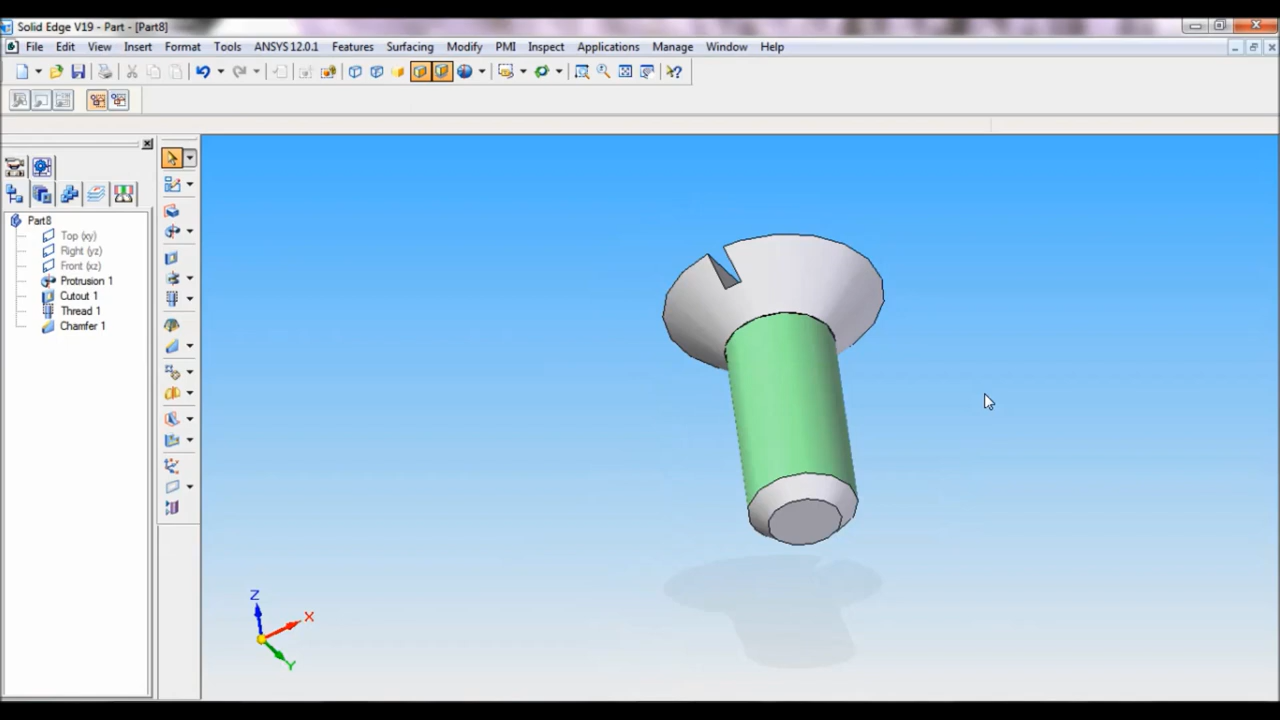 Solid Edge V19 - Part - [Part8]
File Edit View Insert Format Tools ANSYS 12.0.1 Features Surfacing Modify PMI Inspect Applications Manage Window Help
Part8
Top (xy)
Right (yz)
Front (xz)
Protrusion 1
Cutout 1
Thread 1
Chamfer 1
Z
X
Y